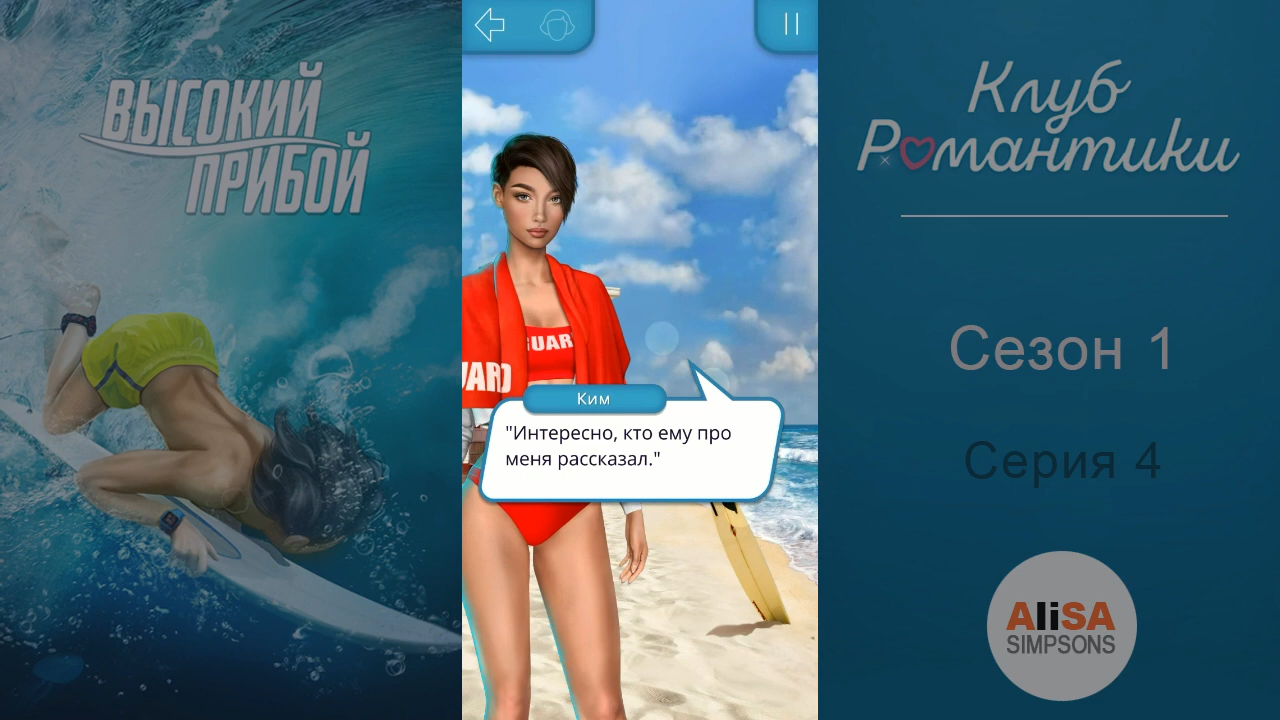 ВЫСОКИЙ
ПРИБОЙ
GUARD
UARD
Ким
"Интересно, кто ему про
меня рассказал."
Клуб
Романтики
Сезон 1
Серия 4
AliSA
SIMPSONS